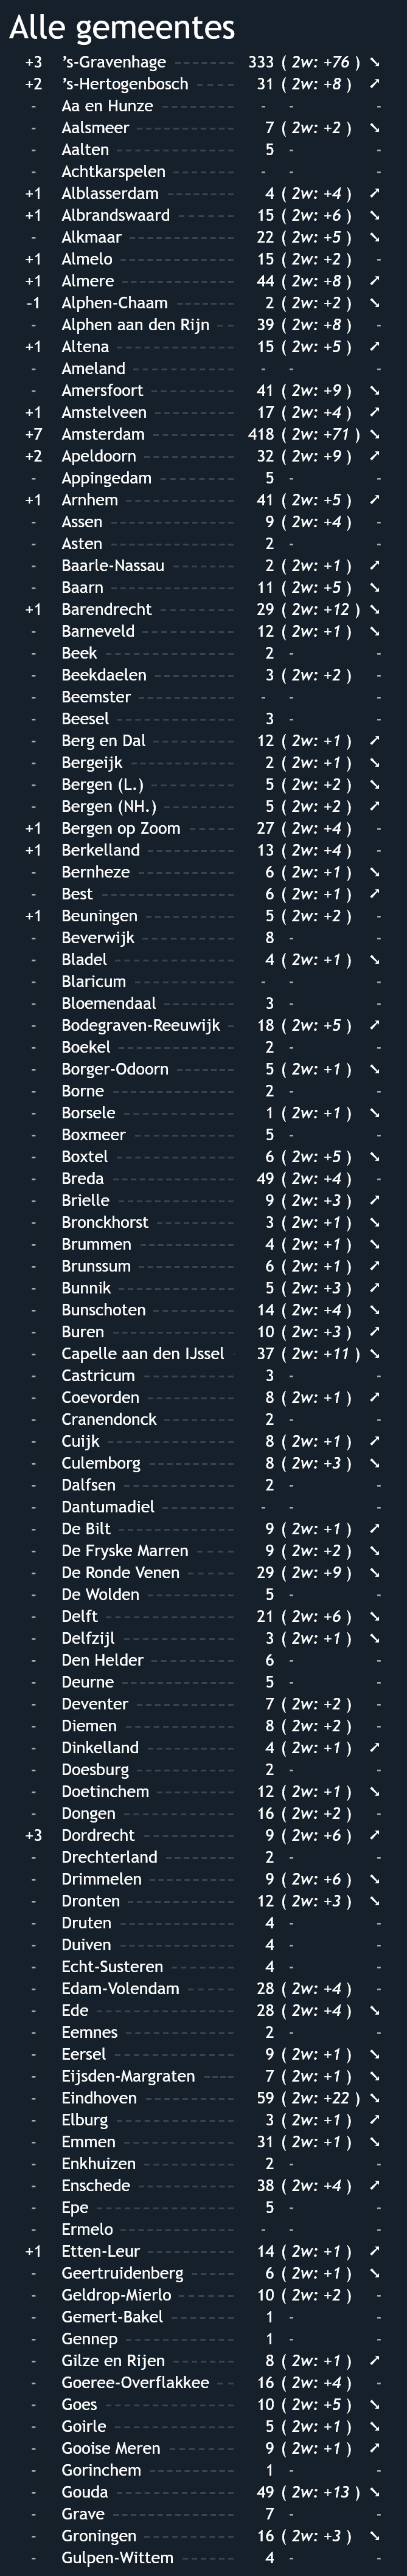 Alle gemeentes
+3 ’s-Gravenhage 333 ( 2w: +76 ) ↘
+2 ’s-Hertogenbosch 31 ( 2w: +8 ) ↗
- Aa en Hunze - - -
- Aalsmeer 7 ( 2w: +2 ) ↘
- Aalten 5 - -
- Achtkarspelen - - -
+1 Alblasserdam 4 ( 2w: +4 ) ↗
+1 Albrandswaard 15 ( 2w: +6 ) ↘
- Alkmaar 22 ( 2w: +5 ) ↘
+1 Almelo 15 ( 2w: +2 ) -
+1 Almere 44 ( 2w: +8 ) ↗
-1 Alphen-Chaam 2 ( 2w: +2 ) ↘
- Alphen aan den Rijn 39 ( 2w: +8 ) -
+1 Altena 15 ( 2w: +5 ) ↗
- Ameland - - -
- Amersfoort 41 ( 2w: +9 ) ↘
+1 Amstelveen 17 ( 2w: +4 ) ↗
+7 Amsterdam 418 ( 2w: +71 ) ↘
+2 Apeldoorn 32 ( 2w: +9 ) ↗
- Appingedam 5 - -
+1 Arnhem 41 ( 2w: +5 ) ↗
- Assen 9 ( 2w: +4 ) -
- Asten 2 - -
- Baarle-Nassau 2 ( 2w: +1 ) ↗
- Baarn 11 ( 2w: +5 ) ↘
+1 Barendrecht 29 ( 2w: +12 ) ↘
- Barneveld 12 ( 2w: +1 ) ↘
- Beek 2 - -
- Beekdaelen 3 ( 2w: +2 ) -
- Beemster - - -
- Beesel 3 - -
- Berg en Dal 12 ( 2w: +1 ) ↗
- Bergeijk 2 ( 2w: +1 ) ↘
- Bergen (L.) 5 ( 2w: +2 ) ↘
- Bergen (NH.) 5 ( 2w: +2 ) ↗
+1 Bergen op Zoom 27 ( 2w: +4 ) -
+1 Berkelland 13 ( 2w: +4 ) -
- Bernheze 6 ( 2w: +1 ) ↘
- Best 6 ( 2w: +1 ) ↗
+1 Beuningen 5 ( 2w: +2 ) -
- Beverwijk 8 - -
- Bladel 4 ( 2w: +1 ) ↘
- Blaricum - - -
- Bloemendaal 3 - -
- Bodegraven-Reeuwijk 18 ( 2w: +5 ) ↗
- Boekel 2 - -
- Borger-Odoorn 5 ( 2w: +1 ) ↘
- Borne 2 - -
- Borsele 1 ( 2w: +1 ) ↘
- Boxmeer 5 - -
- Boxtel 6 ( 2w: +5 ) ↘
- Breda 49 ( 2w: +4 ) -
- Brielle 9 ( 2w: +3 ) ↗
- Bronckhorst 3 ( 2w: +1 ) ↘
- Brummen 4 ( 2w: +1 ) ↘
- Brunssum 6 ( 2w: +1 ) ↗
- Bunnik 5 ( 2w: +3 ) ↗
- Bunschoten 14 ( 2w: +4 ) ↘
- Buren 10 ( 2w: +3 ) ↗
- Capelle aan den IJssel 37 ( 2w: +11 ) ↘
- Castricum 3 - -
- Coevorden 8 ( 2w: +1 ) ↗
- Cranendonck 2 - -
- Cuijk 8 ( 2w: +1 ) ↗
- Culemborg 8 ( 2w: +3 ) ↘
- Dalfsen 2 - -
- Dantumadiel - - -
- De Bilt 9 ( 2w: +1 ) ↗
- De Fryske Marren 9 ( 2w: +2 ) ↘
- De Ronde Venen 29 ( 2w: +9 ) ↘
- De Wolden 5 - -
- Delft 21 ( 2w: +6 ) ↘
- Delfzijl 3 ( 2w: +1 ) ↘
- Den Helder 6 - -
- Deurne 5 - -
- Deventer 7 ( 2w: +2 ) -
- Diemen 8 ( 2w: +2 ) -
- Dinkelland 4 ( 2w: +1 ) ↗
- Doesburg 2 - -
- Doetinchem 12 ( 2w: +1 ) ↘
- Dongen 16 ( 2w: +2 ) -
+3 Dordrecht 9 ( 2w: +6 ) ↗
- Drechterland 2 - -
- Drimmelen 9 ( 2w: +6 ) ↘
- Dronten 12 ( 2w: +3 ) ↘
- Druten 4 - -
- Duiven 4 - -
- Echt-Susteren 4 - -
- Edam-Volendam 28 ( 2w: +4 ) -
- Ede 28 ( 2w: +4 ) ↘
- Eemnes 2 - -
- Eersel 9 ( 2w: +1 ) ↘
- Eijsden-Margraten 7 ( 2w: +1 ) ↘
- Eindhoven 59 ( 2w: +22 ) ↘
- Elburg 3 ( 2w: +1 ) ↗
- Emmen 31 ( 2w: +1 ) ↘
- Enkhuizen 2 - -
- Enschede 38 ( 2w: +4 ) ↗
- Epe 5 - -
- Ermelo - - -
+1 Etten-Leur 14 ( 2w: +1 ) ↗
- Geertruidenberg 6 ( 2w: +1 ) ↘
- Geldrop-Mierlo 10 ( 2w: +2 ) -
- Gemert-Bakel 1 - -
- Gennep 1 - -
- Gilze en Rijen 8 ( 2w: +1 ) ↗
- Goeree-Overflakkee 16 ( 2w: +4 ) -
- Goes 10 ( 2w: +5 ) ↘
- Goirle 5 ( 2w: +1 ) ↘
- Gooise Meren 9 ( 2w: +1 ) ↗
- Gorinchem 1 - -
- Gouda 49 ( 2w: +13 ) ↘
- Grave 7 - -
- Groningen 16 ( 2w: +3 ) ↘
- Gulpen-Wittem 4 - -